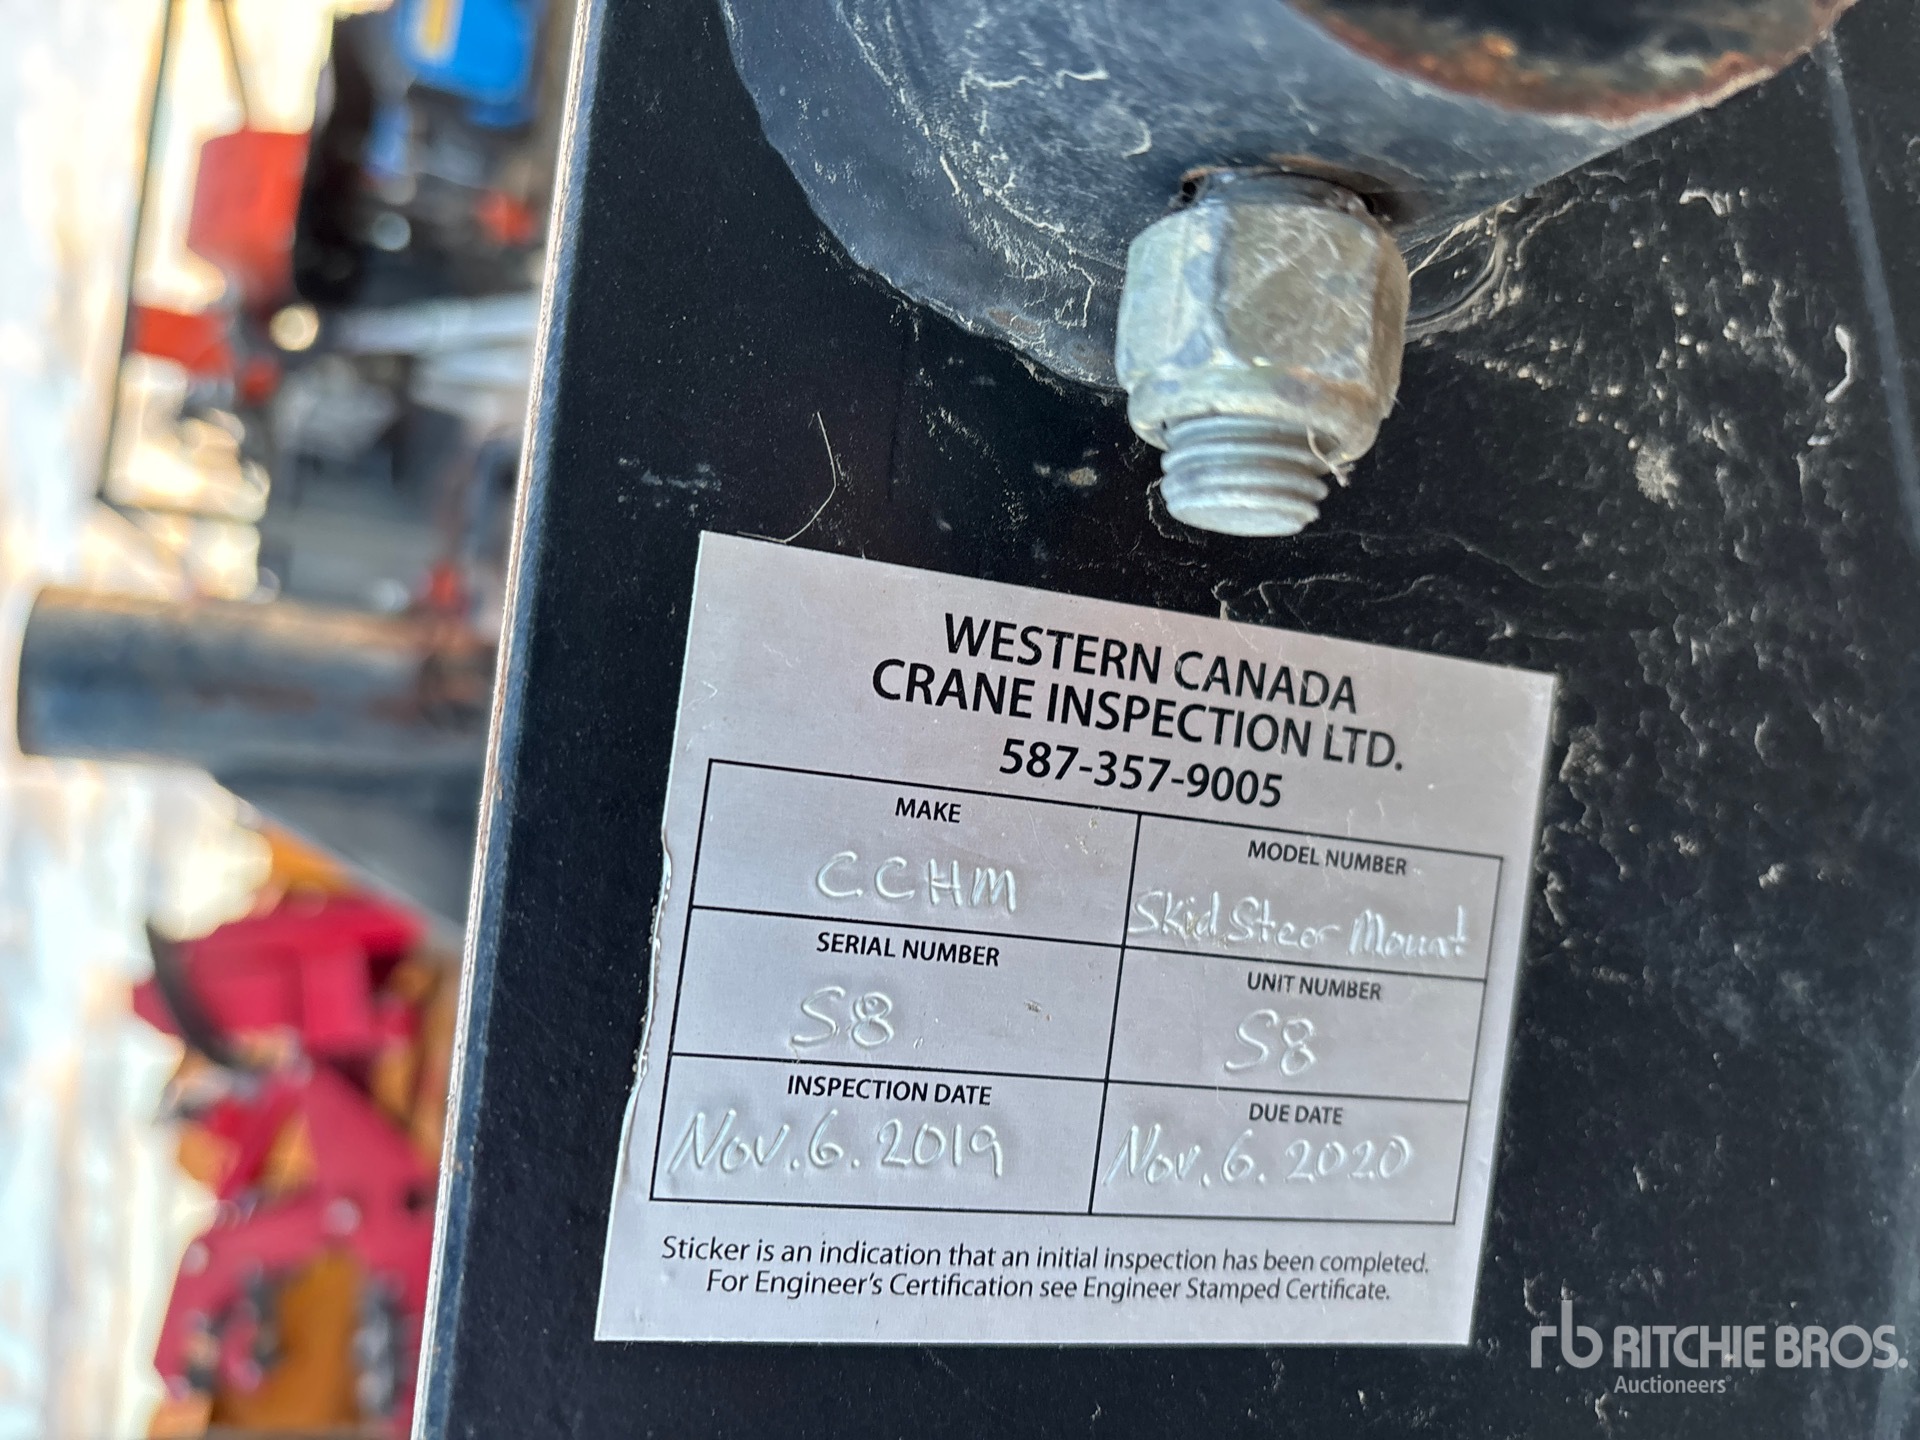 WESTERN CANADA
CRANE INSPECTION LTD.
587-357-9005
MAKE
CCHM
MODEL NUMBER
Skid Steer Mount
SERIAL NUMBER
S8
UNIT NUMBER
S8
INSPECTION DATE
Nov. 6. 2019
DUE DATE
Nov. 6. 2020
Sticker is an indication that an initial inspection has been completed.
For Engineer's Certification see Engineer Stamped Certificate.
rb RITCHIE BROS.
Auctioneers